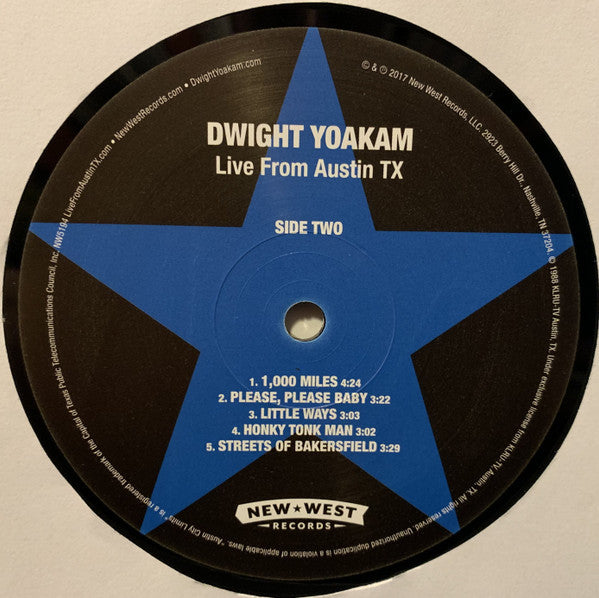 DWIGHT YOAKAM
Live From Austin TX
SIDE TWO
1. 1,000 MILES 4:24
2. PLEASE, PLEASE BABY 3:22
3. LITTLE WAYS 3:03
4. HONKY TONK MAN 3:02
5. STREETS OF BAKERSFIELD 3:29
NEW★WEST
RECORDS
© & ℗ 2017 New West Records, LLC, 2923 Berry Hill Dr. Nashville, TN 37204. © 1988 KLRU-TV Austin, TX. Under exclusive license from KLRU-TV Austin, TX. All rights reserved. Unauthorized duplication is a violation of applicable laws. "Austin City Limits" is a registered trademark of the Capital of Texas Public Telecommunications Council, Inc. NW5194 LiveFromAustinTX.com • NewWestRecords.com • DwightYoakam.com